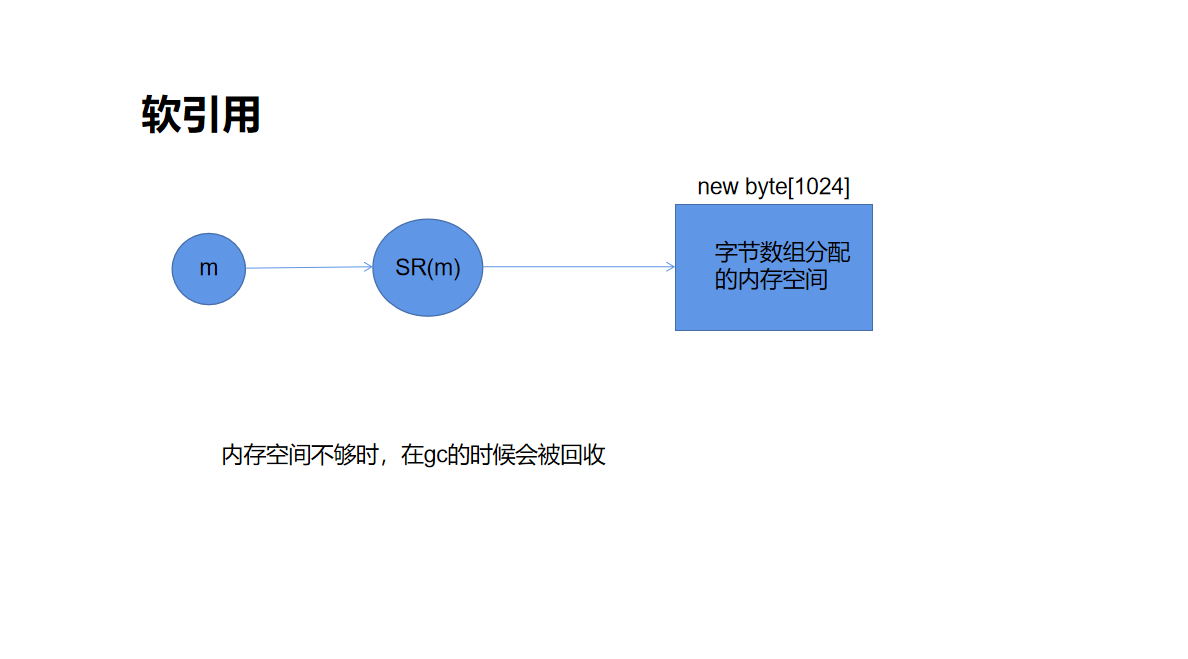 软引用
new byte[1024]
m
SR(m)
字节数组分配
的内存空间
内存空间不够时，在gc的时候会被回收